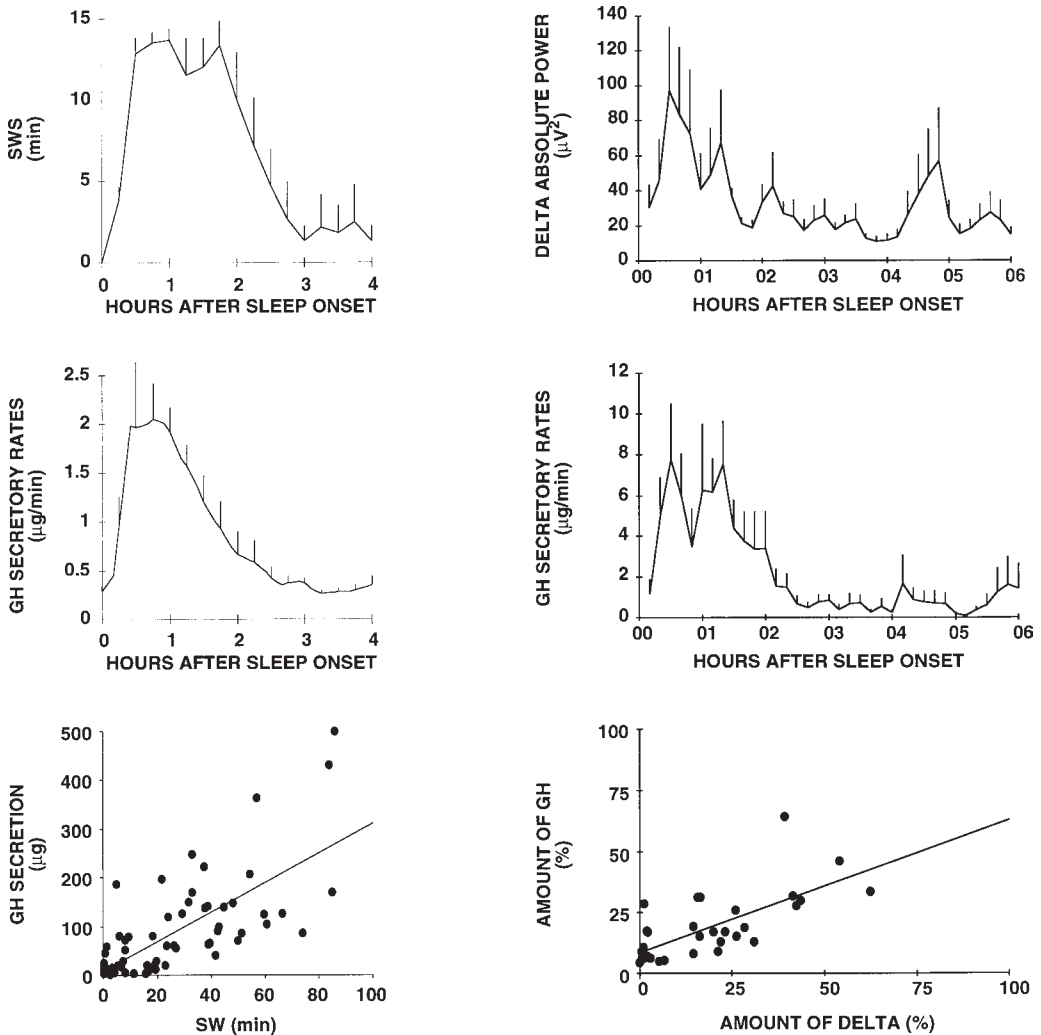 SWS
(min)
15
10
5
0
0 1 2 3 4
HOURS AFTER SLEEP ONSET
DELTA ABSOLUTE POWER
(µV²)
140
120
100
80
60
40
20
0
00 01 02 03 04 05 06
HOURS AFTER SLEEP ONSET
GH SECRETORY RATES
(µg/min)
2.5
2
1.5
1
0.5
0
0 1 2 3 4
HOURS AFTER SLEEP ONSET
GH SECRETORY RATES
(µg/min)
12
10
8
6
4
2
0
00 01 02 03 04 05 06
HOURS AFTER SLEEP ONSET
GH SECRETION
(µg)
500
400
300
200
100
0
0 20 40 60 80 100
SW (min)
AMOUNT OF GH
(%)
100
75
50
25
0
0 25 50 75 100
AMOUNT OF DELTA (%)